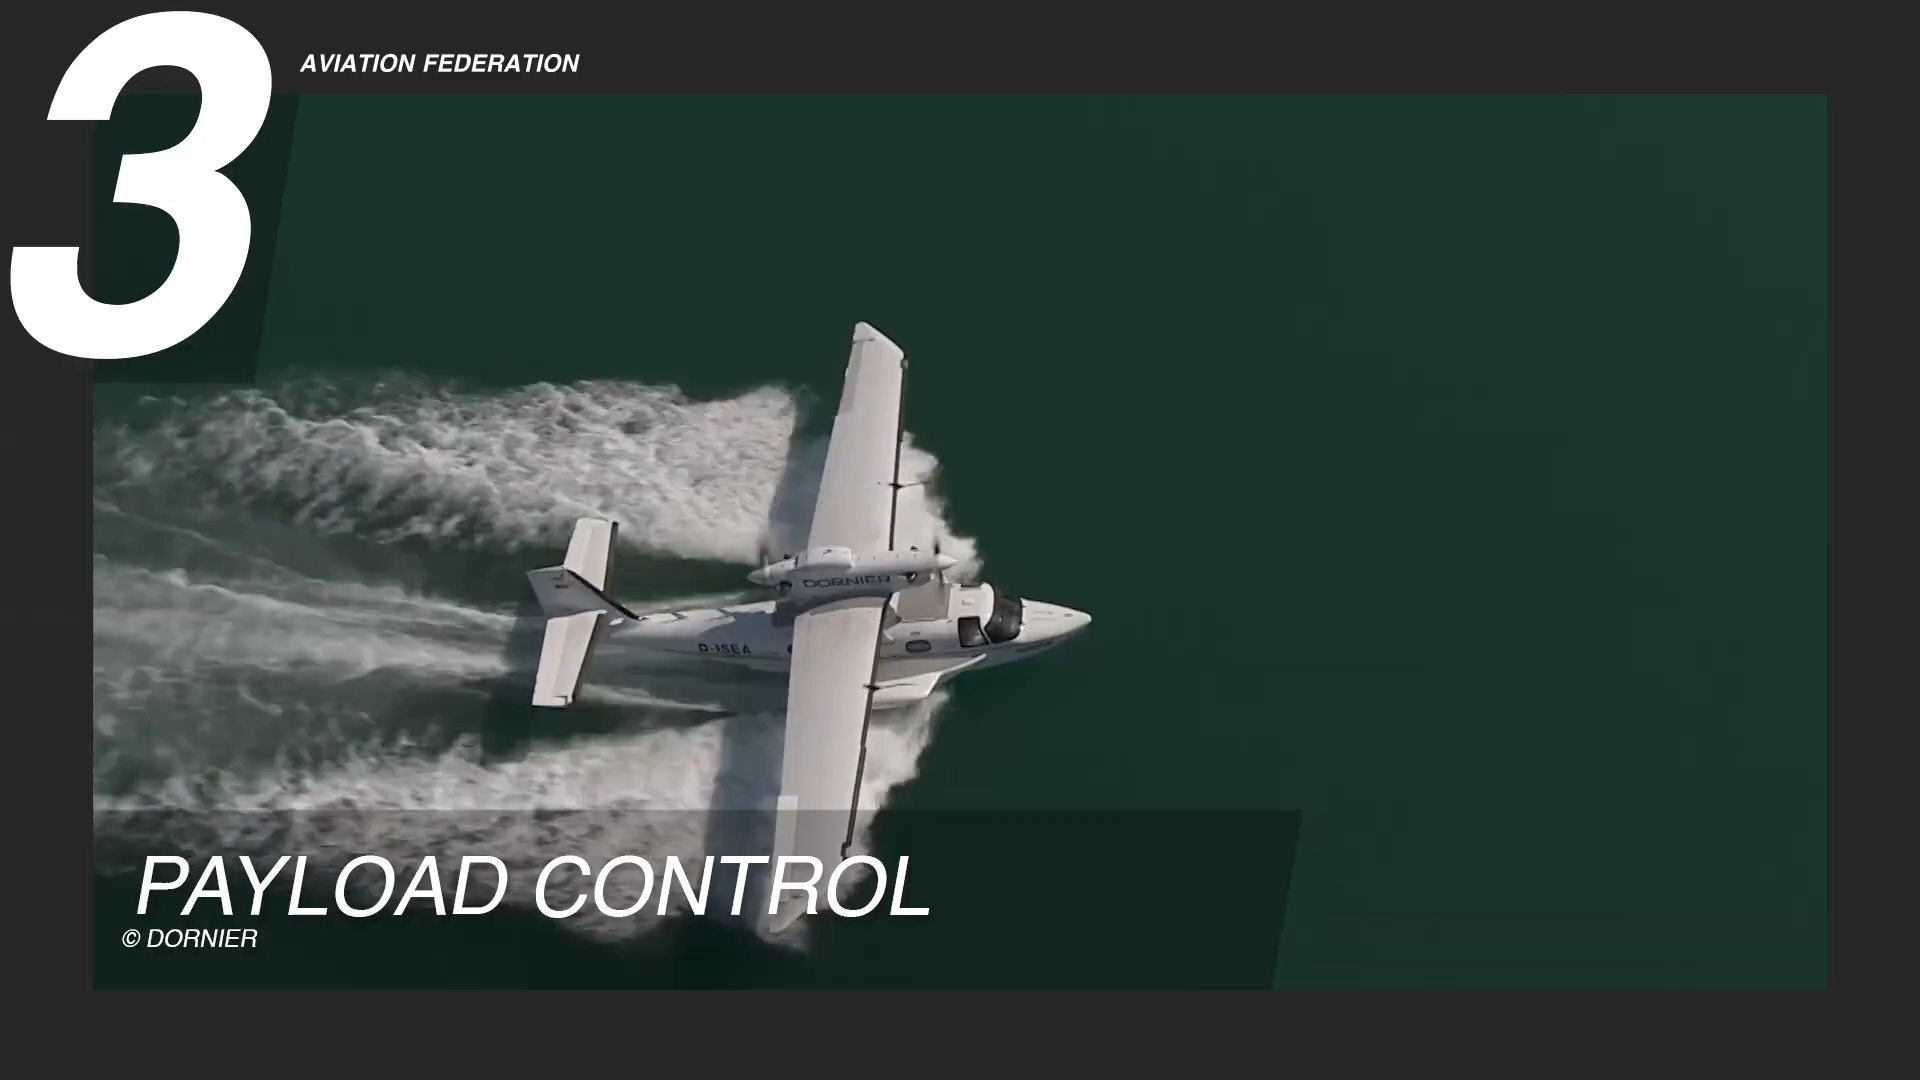 3
AVIATION FEDERATION
DORNIER
D-ISEA
PAYLOAD CONTROL
© DORNIER